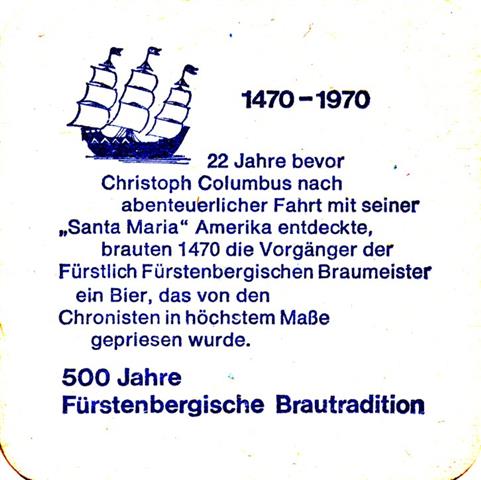 1470–1970
22 Jahre bevor
Christoph Columbus nach
abenteuerlicher Fahrt mit seiner
„Santa Maria“ Amerika entdeckte,
brauten 1470 die Vorgänger der
Fürstlich Fürstenbergischen Braumeister
ein Bier, das von den
Chronisten in höchstem Maße
gepriesen wurde.
500 Jahre
Fürstenbergische Brautradition